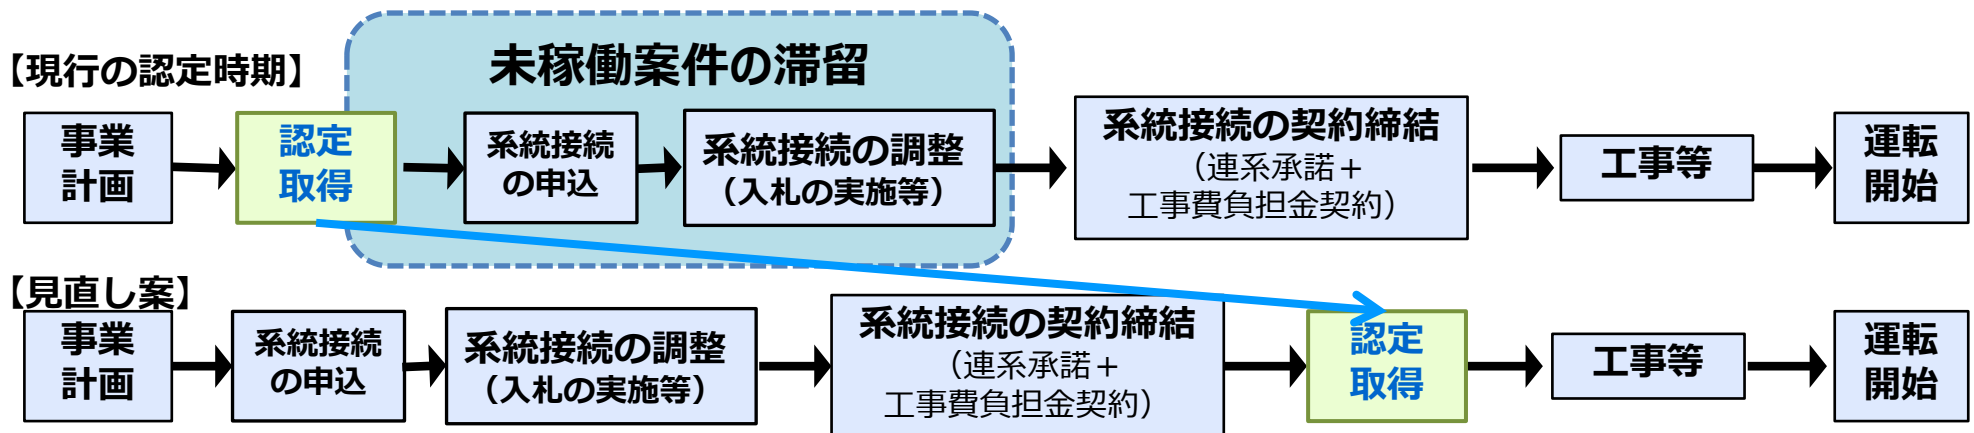 【現行の認定時期】
未稼働案件の滞留
事業
計画
認定
取得
系統接続
の申込
系統接続の調整
（入札の実施等）
系統接続の契約締結
（連系承諾＋
工事費負担金契約）
工事等
運転
開始
【見直し案】
事業
計画
系統接続
の申込
系統接続の調整
（入札の実施等）
系統接続の契約締結
（連系承諾＋
工事費負担金契約）
認定
取得
工事等
運転
開始